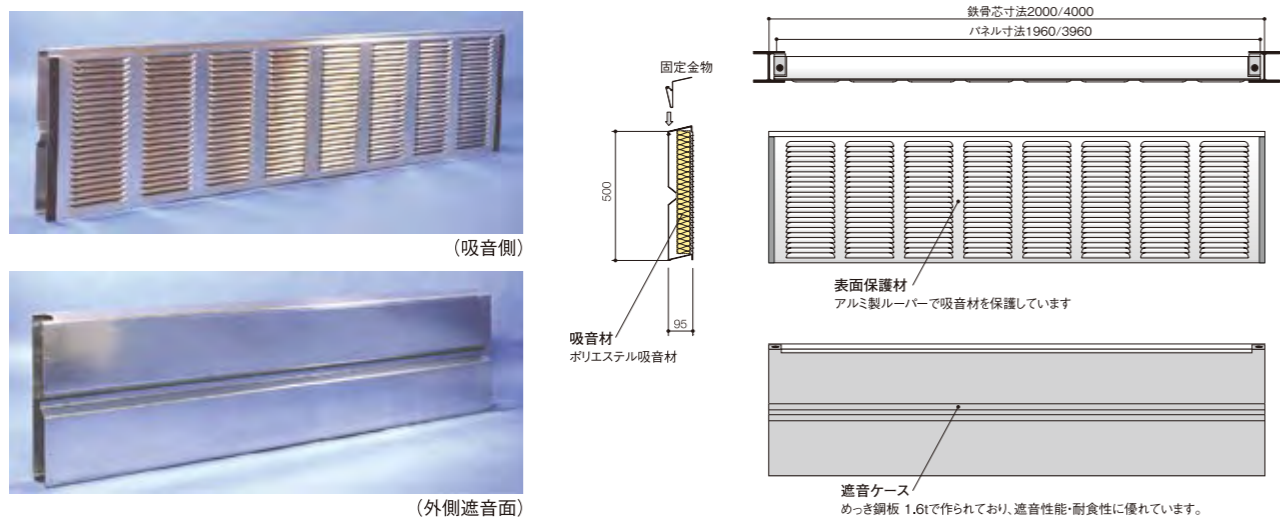 (吸音側)
(外側遮音面)
固定金物
500
95
吸音材
ポリエステル吸音材
鉄骨芯寸法2000/4000
パネル寸法1960/3960
表面保護材
アルミ製ルーバーで吸音材を保護しています
遮音ケース
めっき鋼板 1.6tで作られており、遮音性能・耐食性に優れています。